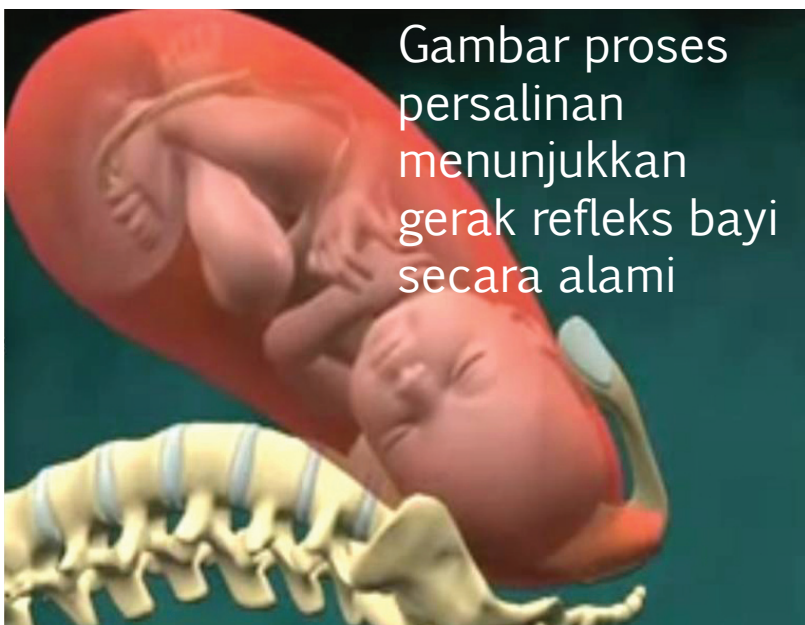 Gambar proses
persalinan
menunjukkan
gerak refleks bayi
secara alami